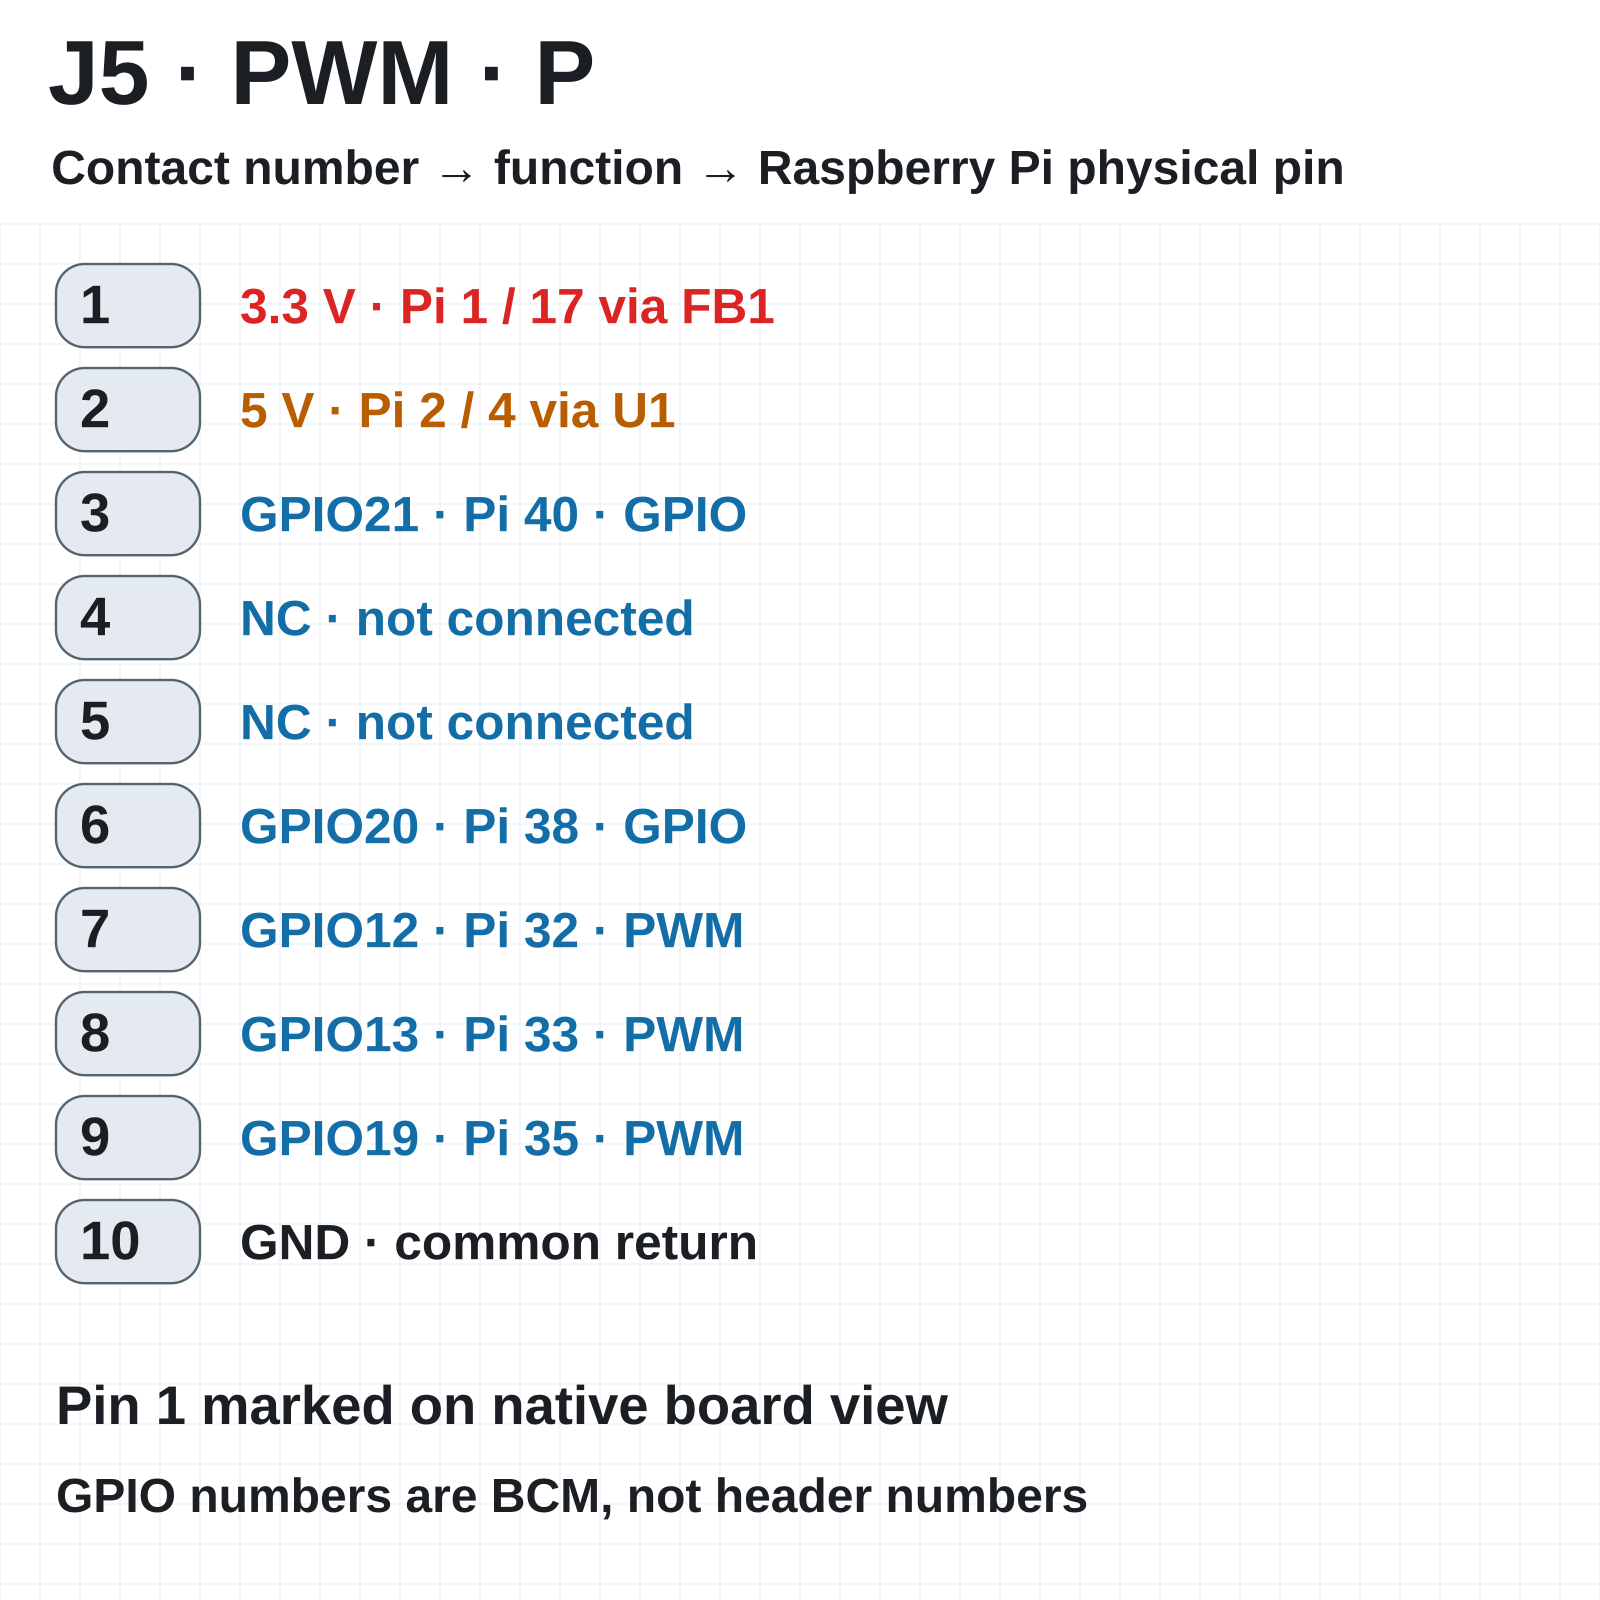 J5 · PWM · P
Contact number → function → Raspberry Pi physical pin
1 3.3 V · Pi 1 / 17 via FB1
2 5 V · Pi 2 / 4 via U1
3 GPIO21 · Pi 40 · GPIO
4 NC · not connected
5 NC · not connected
6 GPIO20 · Pi 38 · GPIO
7 GPIO12 · Pi 32 · PWM
8 GPIO13 · Pi 33 · PWM
9 GPIO19 · Pi 35 · PWM
10 GND · common return
Pin 1 marked on native board view
GPIO numbers are BCM, not header numbers